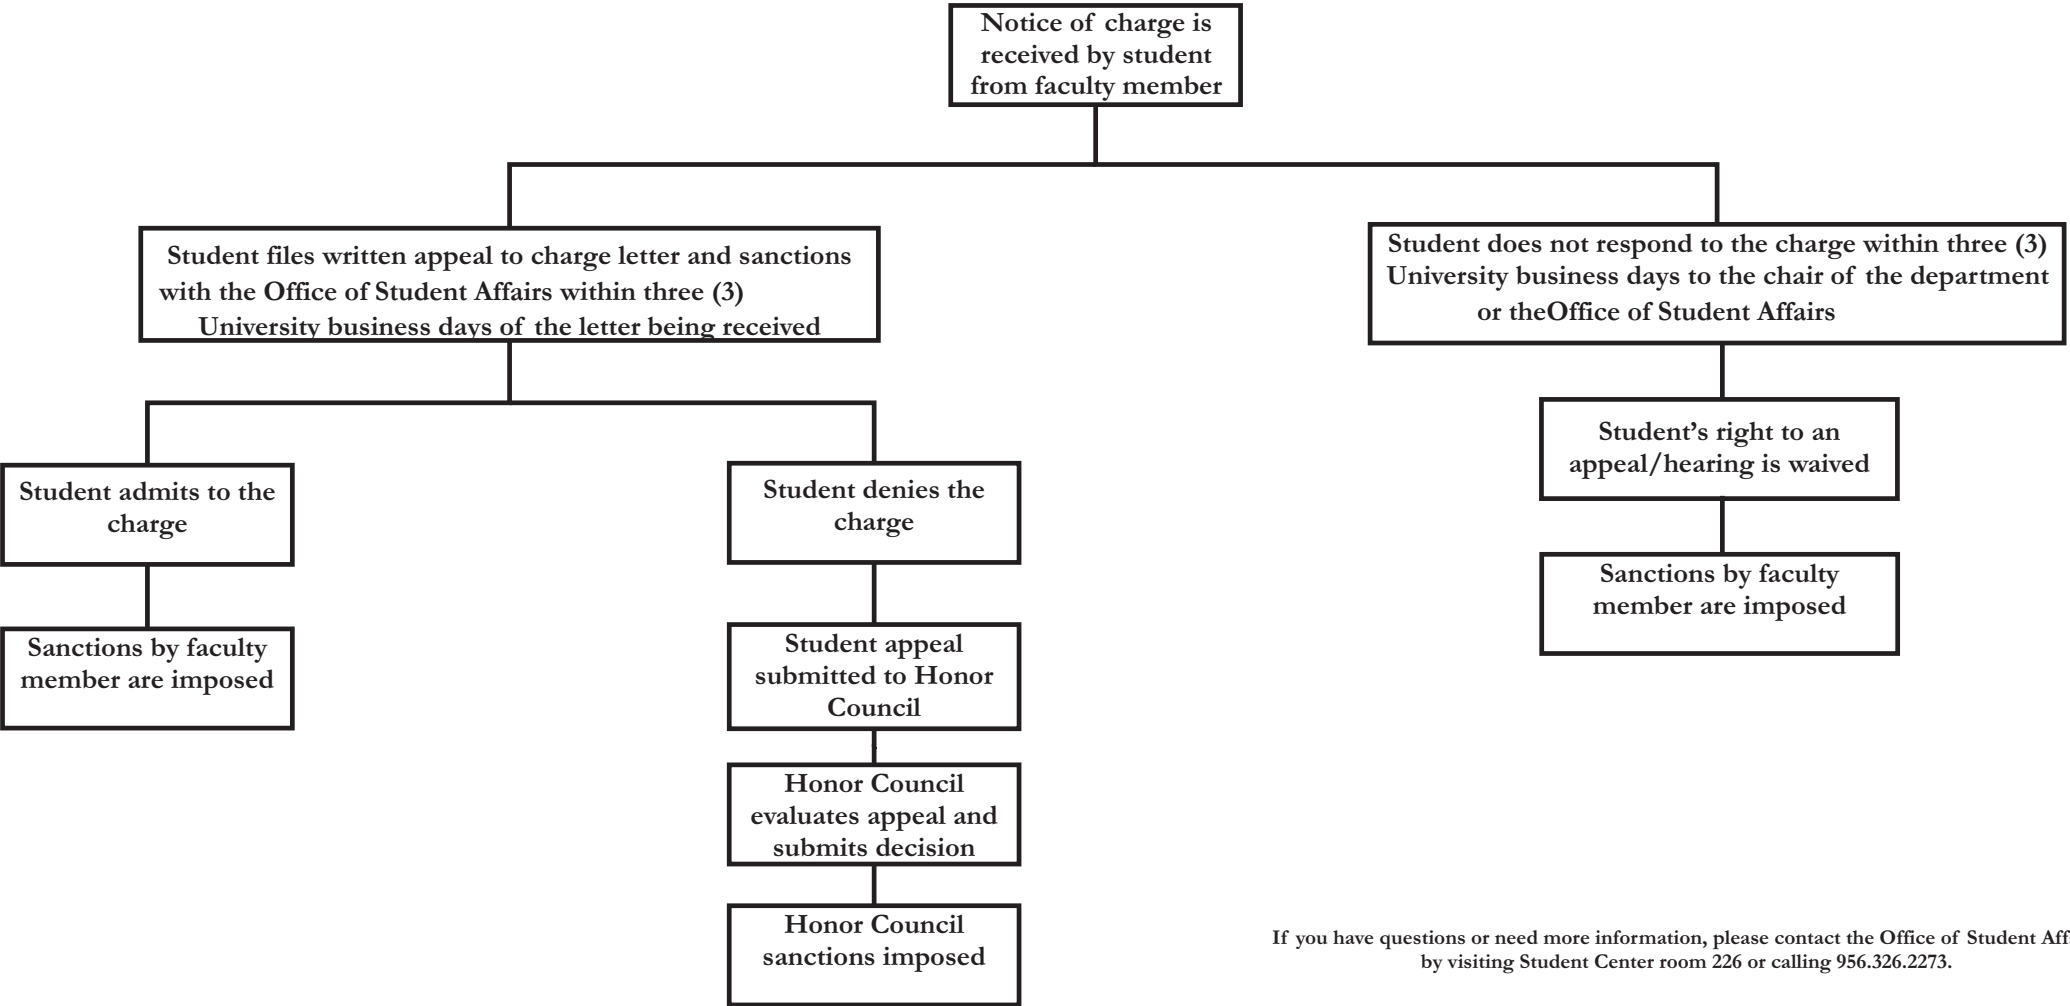 Notice of charge is
received by student
from faculty member
Student files written appeal to charge letter and sanctions
with the Office of Student Affairs within three (3)
University business days of the letter being received
Student does not respond to the charge within three (3)
University business days to the chair of the department
or theOffice of Student Affairs
Student admits to the
charge
Sanctions by faculty
member are imposed
Student denies the
charge
Student appeal
submitted to Honor
Council
Honor Council
evaluates appeal and
submits decision
Honor Council
sanctions imposed
Student’s right to an
appeal/hearing is waived
Sanctions by faculty
member are imposed
If you have questions or need more information, please contact the Office of Student Aff
by visiting Student Center room 226 or calling 956.326.2273.